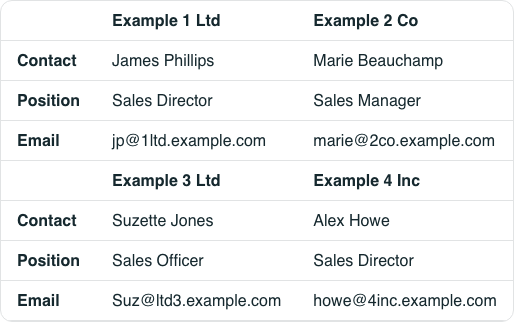 Example 1 Ltd Example 2 Co
Contact James Phillips Marie Beauchamp
Position Sales Director Sales Manager
Email jp@1ltd.example.com marie@2co.example.com
Example 3 Ltd Example 4 Inc
Contact Suzette Jones Alex Howe
Position Sales Officer Sales Director
Email Suz@ltd3.example.com howe@4inc.example.com